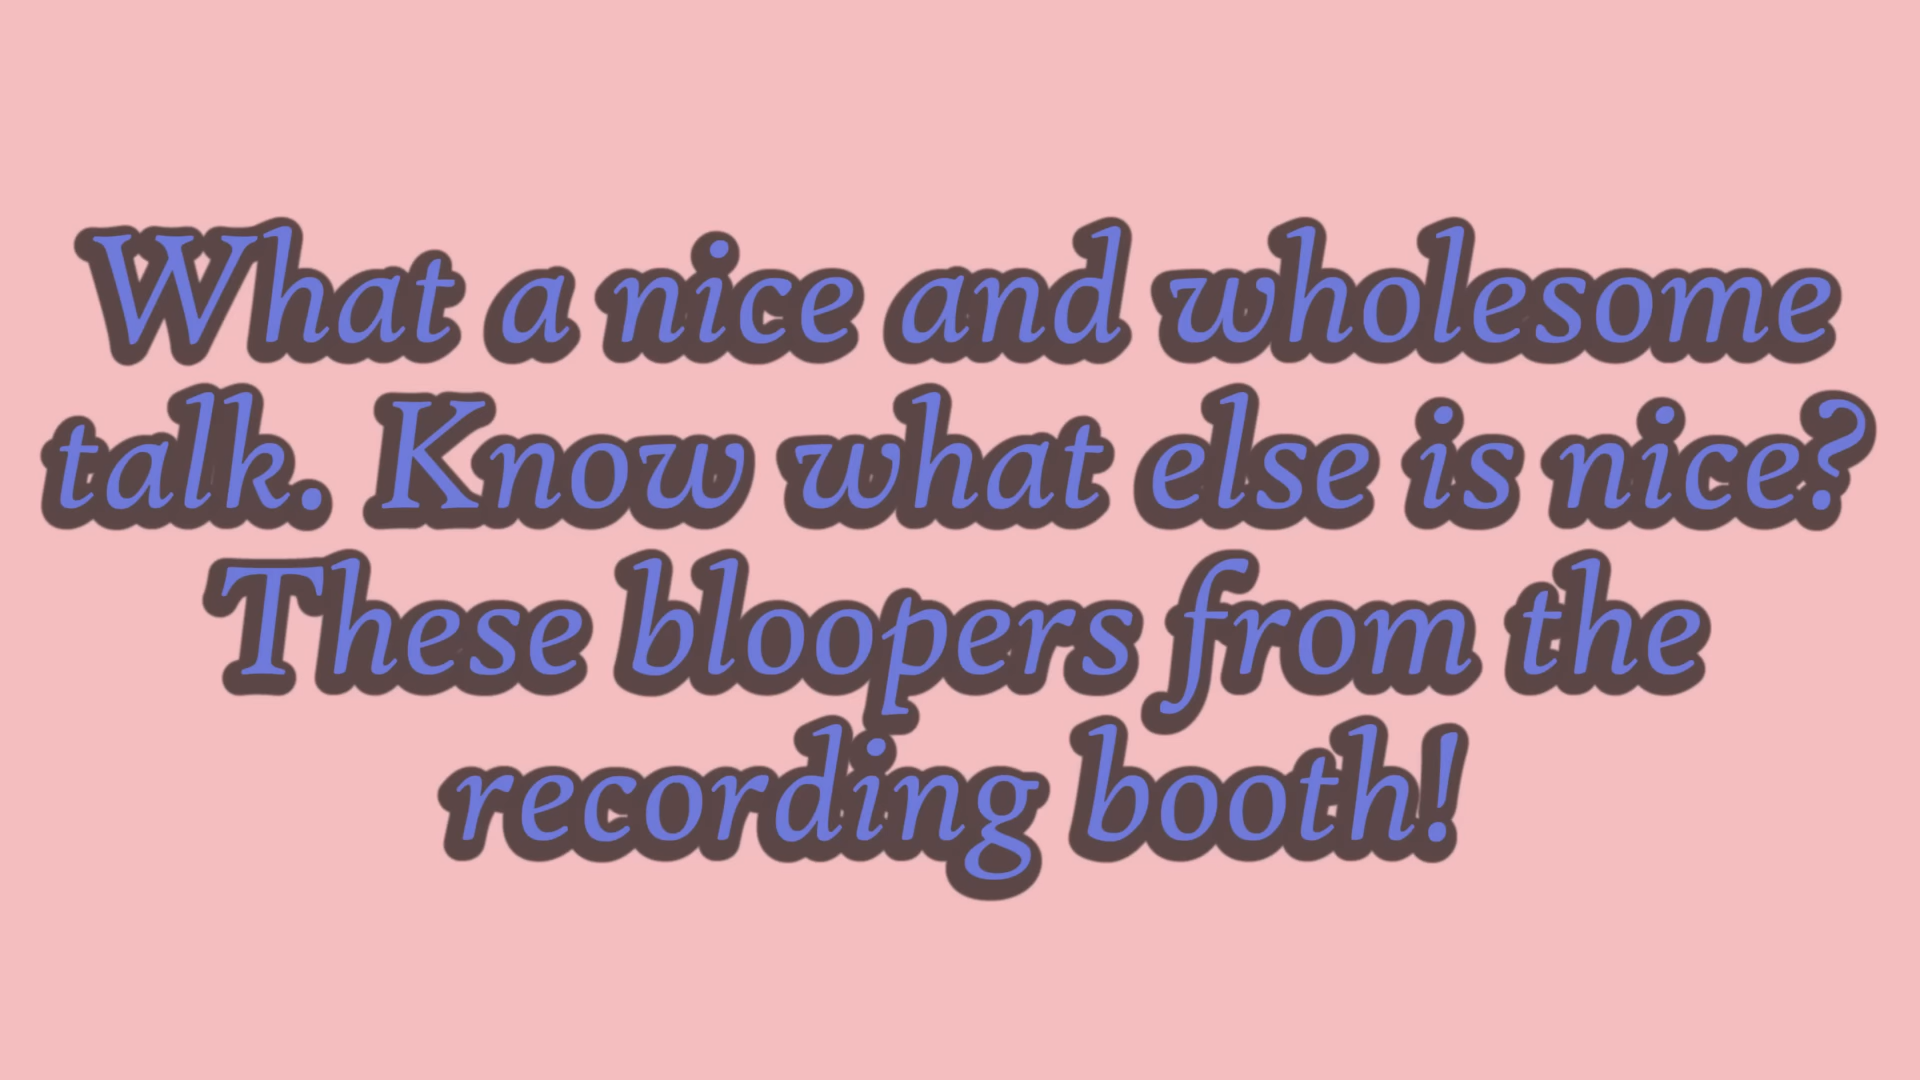 What a nice and wholesome
talk. Know what else is nice?
These bloopers from the
recording booth!